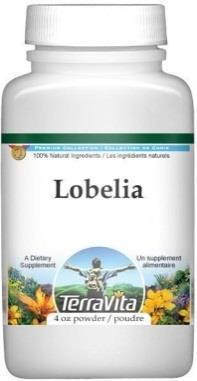 PREMIUM COLLECTION / COLLECTION DE CHOIX
100% Natural Ingredients / Les ingrédients naturels
Lobelia
A Dietary Supplement
Un supplement alimentaire
TerraVita
4 oz powder / poudre